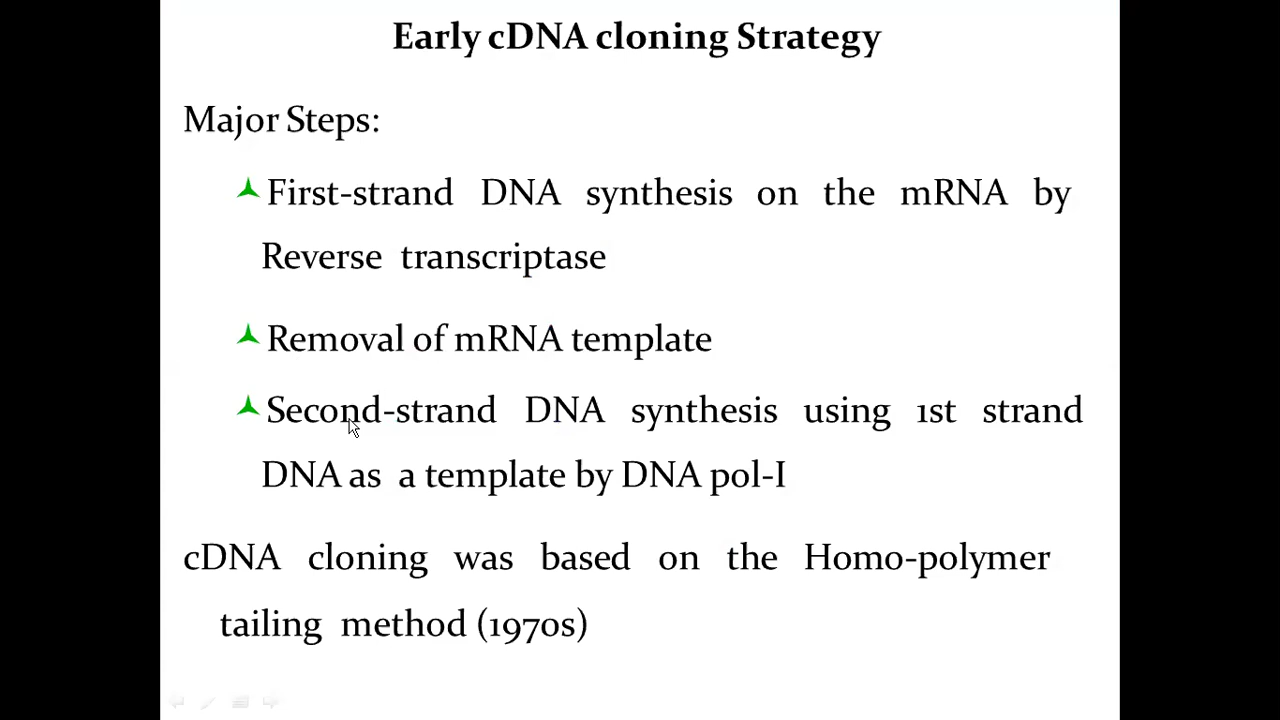 Early cDNA cloning Strategy
Major Steps:
First-strand DNA synthesis on the mRNA by
Reverse transcriptase
Removal of mRNA template
Second-strand DNA synthesis using 1st strand
DNA as a template by DNA pol-I
cDNA cloning was based on the Homo-polymer
tailing method (1970s)